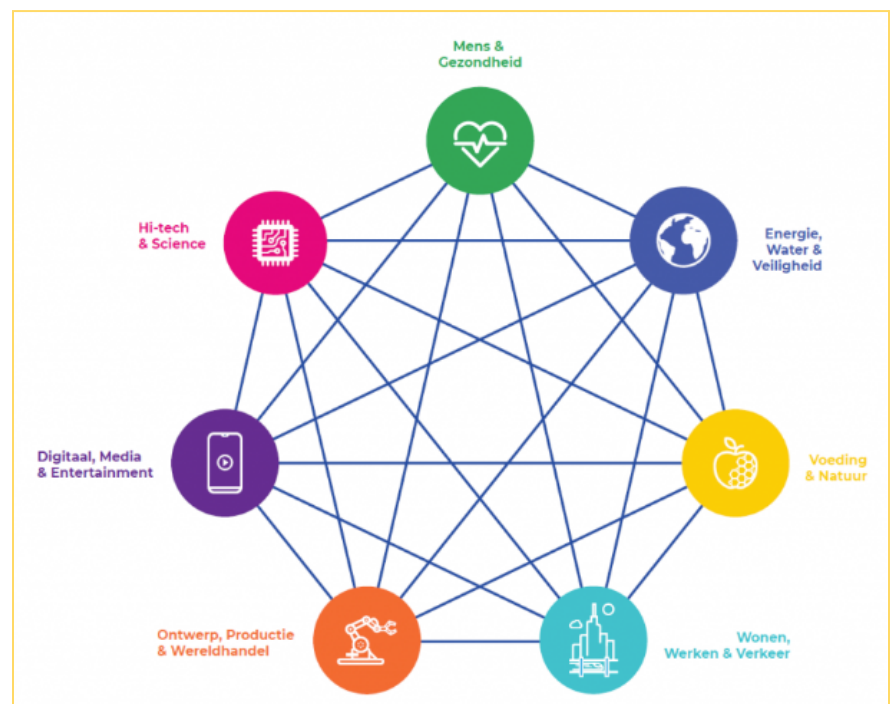 Mens &
Gezondheid
Hi-tech
& Science
Energie,
Water &
Veiligheid
Digitaal, Media
& Entertainment
Voeding
& Natuur
Ontwerp, Productie
& Wereldhandel
Wonen,
Werken & Verkeer